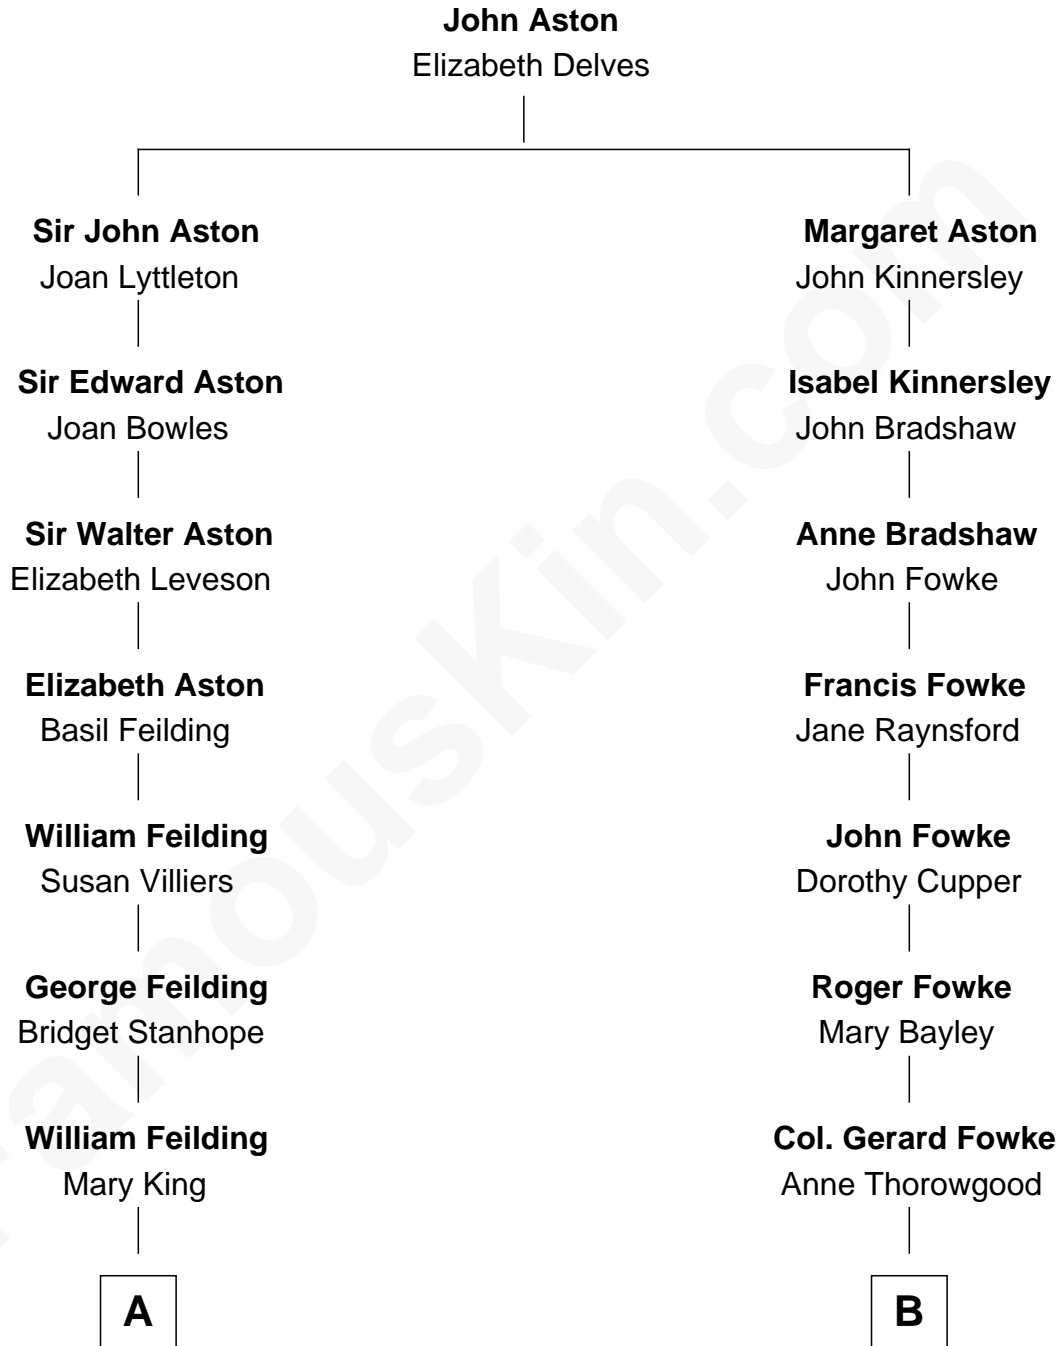 John Aston
Elizabeth Delves
Sir John Aston
Joan Lyttleton
Margaret Aston
John Kinnersley
Sir Edward Aston
Joan Bowles
Isabel Kinnersley
John Bradshaw
Sir Walter Aston
Elizabeth Leveson
Anne Bradshaw
John Fowke
Elizabeth Aston
Basil Feilding
Francis Fowke
Jane Raynsford
William Feilding
Susan Villiers
John Fowke
Dorothy Cupper
George Feilding
Bridget Stanhope
Roger Fowke
Mary Bayley
William Feilding
Mary King
Col. Gerard Fowke
Anne Thorowgood
A
B
FamousKin.com